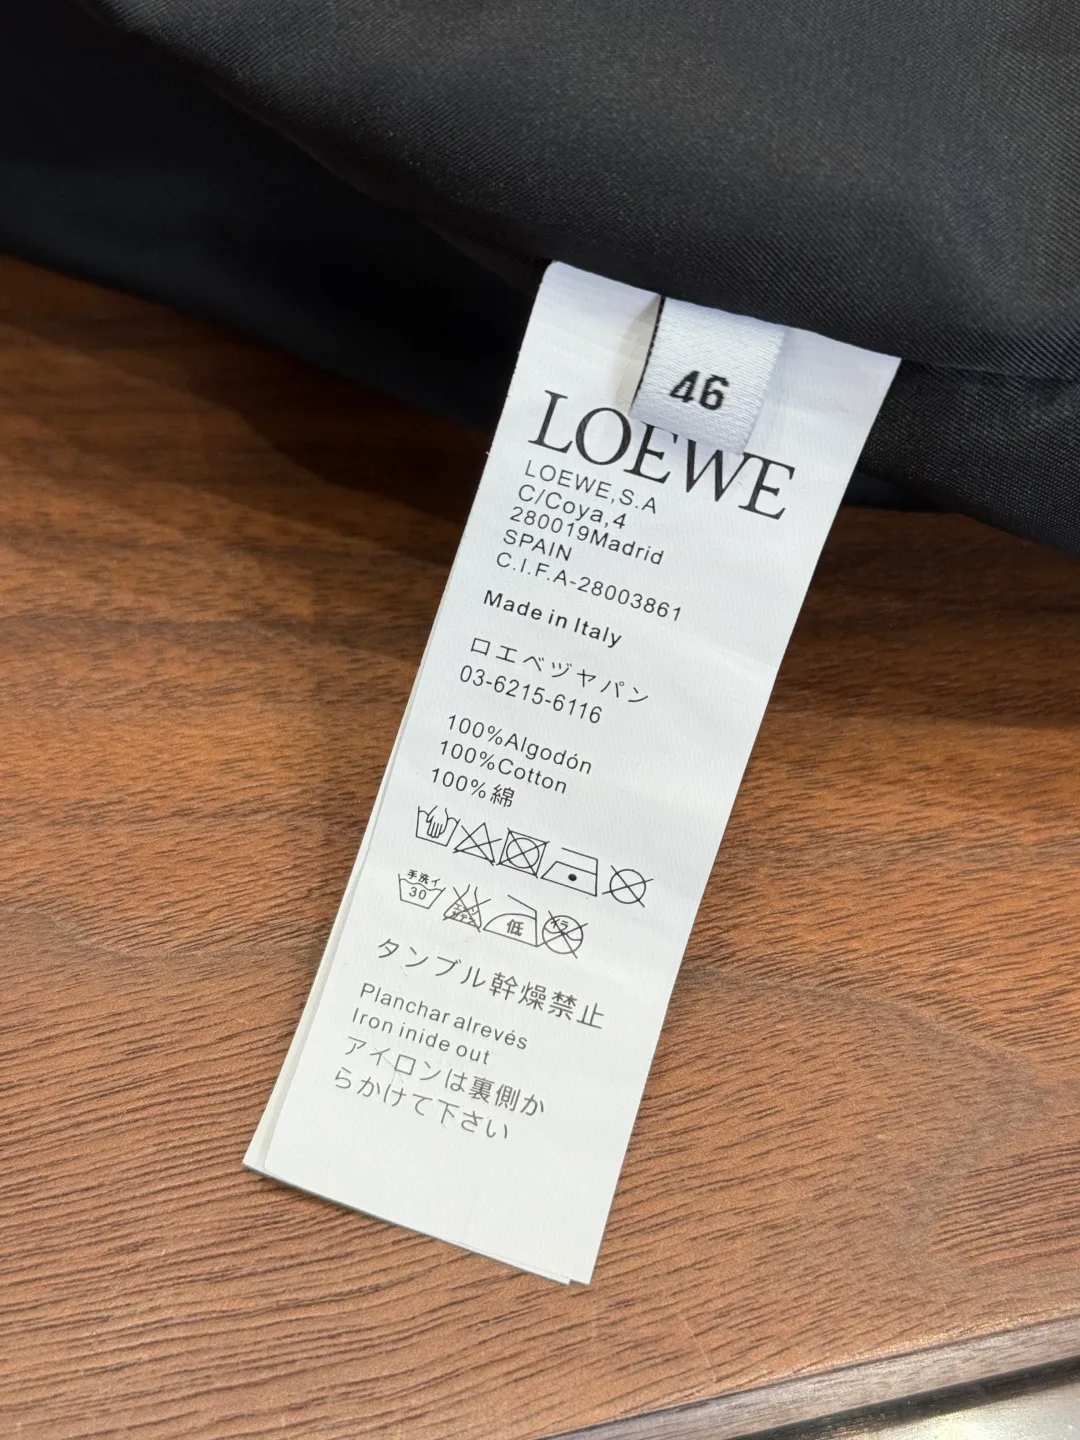 46
LOEWE
LOEWE,S.A
C/Coya,4
280019Madrid
SPAIN
C.I.F.A-28003861
Made in Italy
ロエベヅヤパン
03-6215-6116
100%Algodón
100%Cotton
100%綿
手洗イ
30
低
タンブル幹燥禁止
Planchar alrevés
Iron inide out
アイロンは裏側か
らかけて下さい